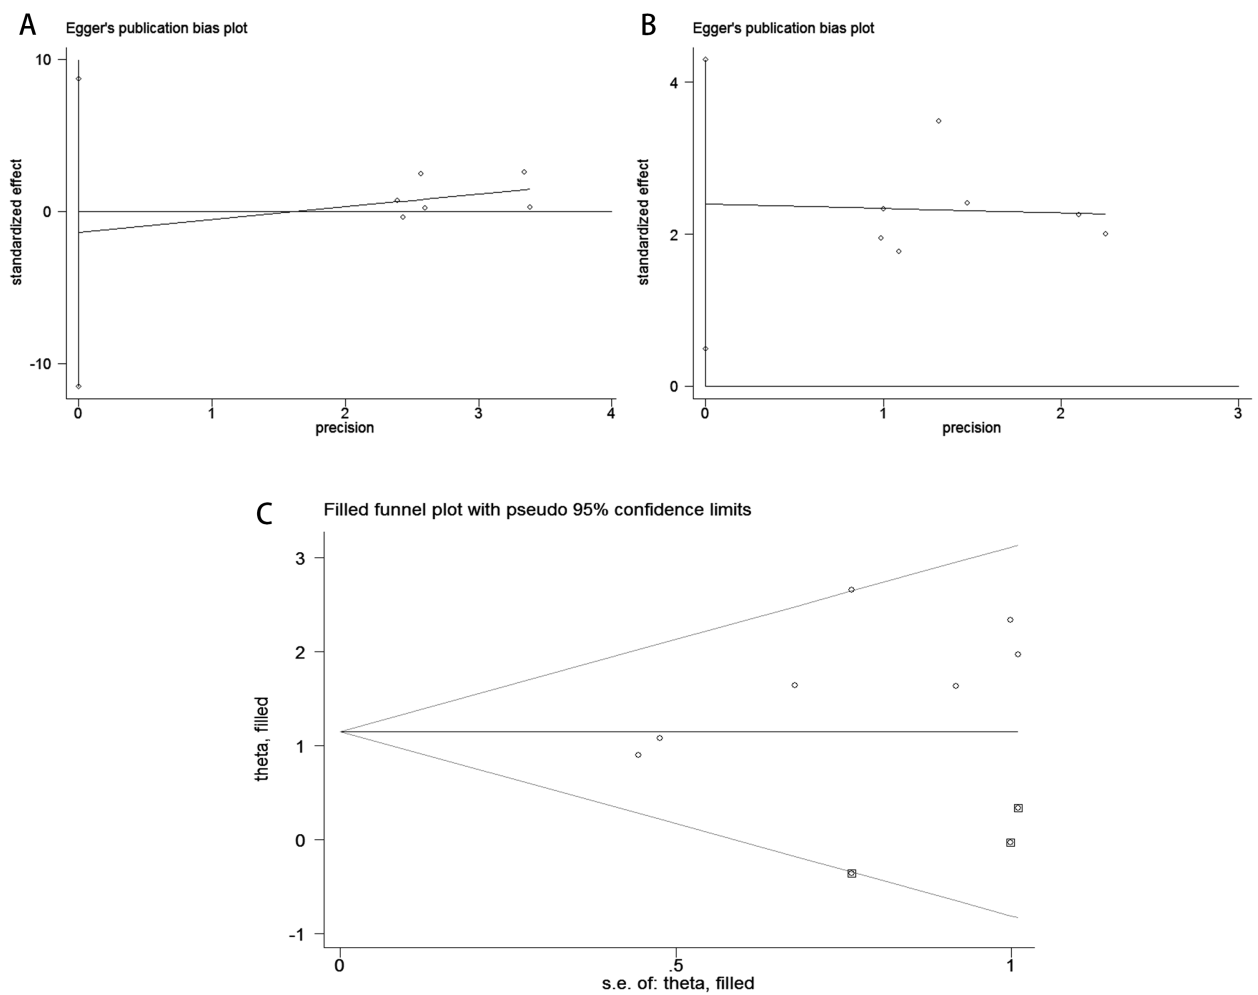 A
Egger's publication bias plot
10
0
-10
standardized effect
0 1 2 3 4
precision
B
Egger's publication bias plot
4
2
0
standardized effect
0 1 2 3
precision
C
Filled funnel plot with pseudo 95% confidence limits
3
2
1
0
-1
theta, filled
0 .5 1
s.e. of: theta, filled